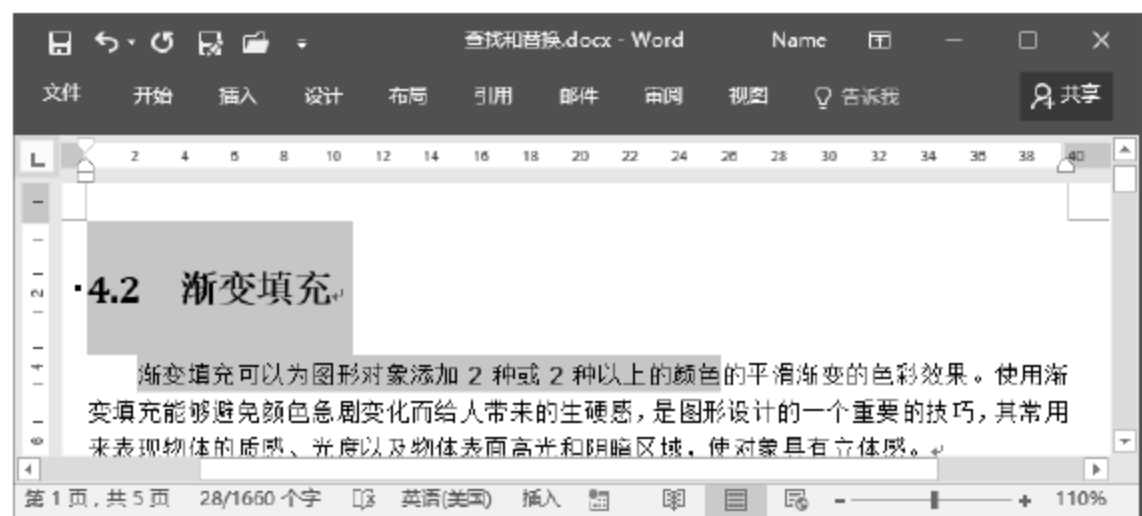 查找和替换.docx - Word Name
文件 开始 插入 设计 布局 引用 邮件 审阅 视图 告诉我 共享
L 2 4 6 8 10 12 14 16 18 20 22 24 26 28 30 32 34 36 38 40
2
4.2 渐变填充
4
渐变填充可以为图形对象添加 2 种或 2 种以上的颜色的平滑渐变的色彩效果。使用渐
变填充能够避免颜色急剧变化而给人带来的生硬感，是图形设计的一个重要的技巧，其常用
6
来表现物体的质感、光度以及物体表面高光和阴暗区域，使对象具有立体感。
第 1 页，共 5 页 28/1660 个字 英语(美国) 插入 110%